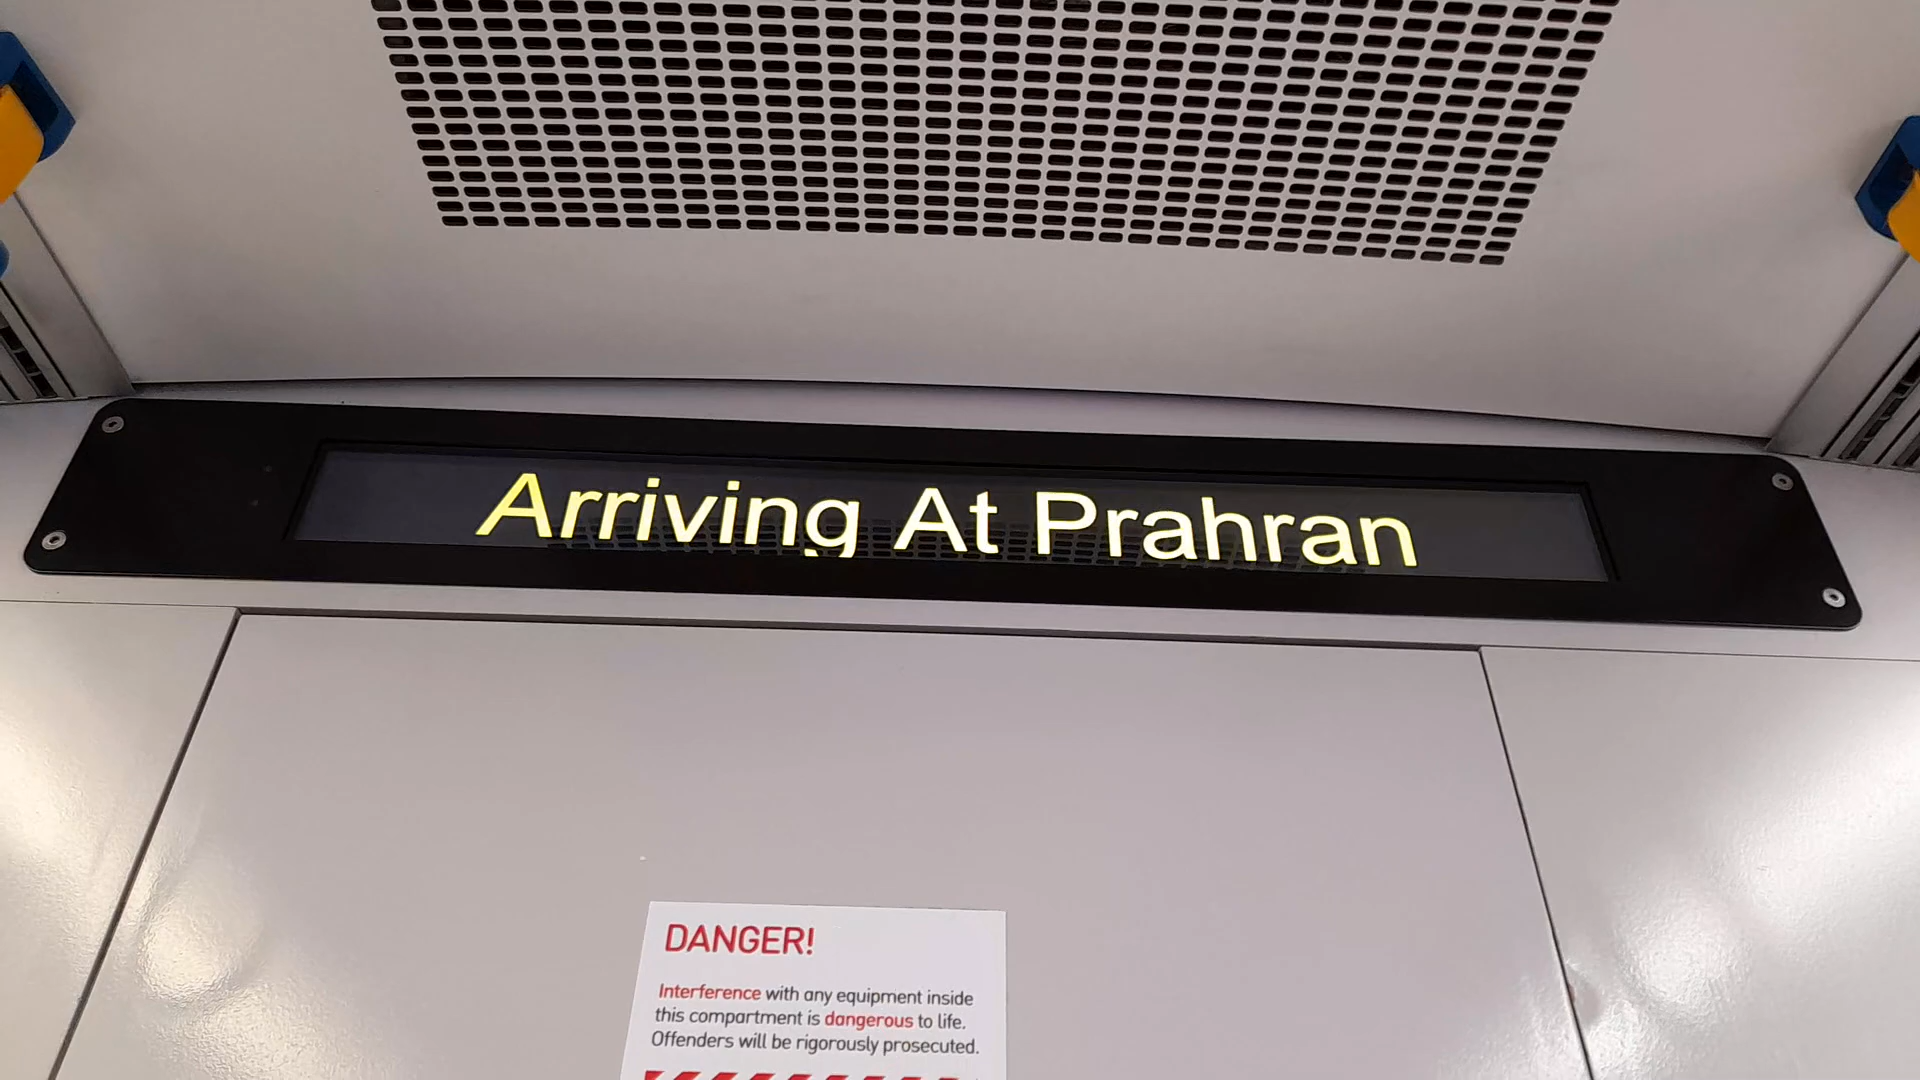 Arriving At Prahran
DANGER!
Interference with any equipment inside
this compartment is dangerous to life.
Offenders will be rigorously prosecuted.